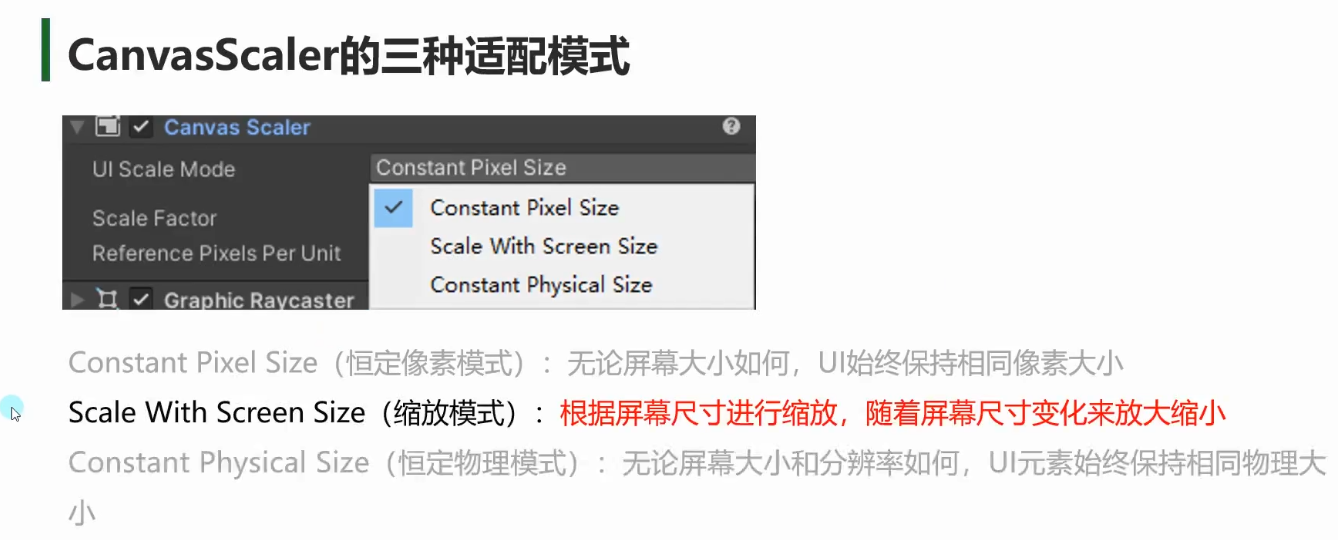 CanvasScaler的三种适配模式
Canvas Scaler
UI Scale Mode
Constant Pixel Size
Constant Pixel Size
Scale Factor
Scale With Screen Size
Reference Pixels Per Unit
Constant Physical Size
Graphic Raycaster
Constant Pixel Size（恒定像素模式）：无论屏幕大小如何，UI始终保持相同像素大小
Scale With Screen Size（缩放模式）：根据屏幕尺寸进行缩放，随着屏幕尺寸变化来放大缩小
Constant Physical Size（恒定物理模式）：无论屏幕大小和分辨率如何，UI元素始终保持相同物理大
小